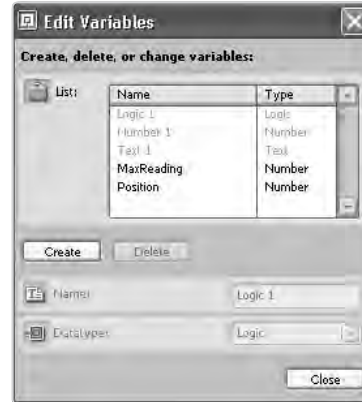 Edit Variables
Create, delete, or change variables:
List:
Name Type
Logic 1 Logic
Number 1 Number
Text 1 Text
MaxReading Number
Position Number
Create Delete
Name: Logic 1
Datatype: Logic
Close